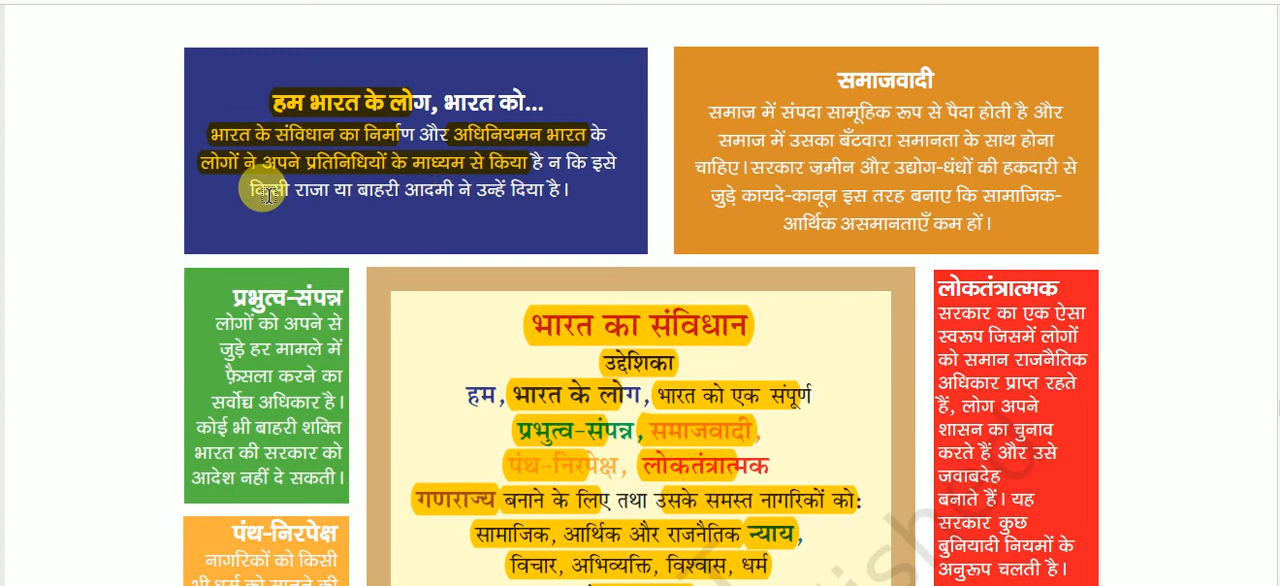 हम भारत के लोग, भारत को...
भारत के संविधान का निर्माण और अधिनियमन भारत के
लोगों ने अपने प्रतिनिधियों के माध्यम से किया है न कि इसे
किसी राजा या बाहरी आदमी ने उन्हें दिया है।
समाजवादी
समाज में संपदा सामूहिक रूप से पैदा होती है और
समाज में उसका बँटवारा समानता के साथ होना
चाहिए। सरकार ज़मीन और उद्योग-धंधों की हकदारी से
जुड़े कायदे-कानून इस तरह बनाए कि सामाजिक-
आर्थिक असमानताएँ कम हों।
प्रभुत्व-संपन्न
लोगों को अपने से
जुड़े हर मामले में
फ़ैसला करने का
सर्वोच्च अधिकार है।
कोई भी बाहरी शक्ति
भारत की सरकार को
आदेश नहीं दे सकती।
पंथ-निरपेक्ष
नागरिकों को किसी
भी धर्म को मानने की
भारत का संविधान
उद्देशिका
हम, भारत के लोग, भारत को एक संपूर्ण
प्रभुत्व-संपन्न, समाजवादी,
पंथ-निरपेक्ष, लोकतंत्रात्मक
गणराज्य बनाने के लिए तथा उसके समस्त नागरिकों को:
सामाजिक, आर्थिक और राजनैतिक न्याय,
विचार, अभिव्यक्ति, विश्वास, धर्म
लोकतंत्रात्मक
सरकार का एक ऐसा
स्वरूप जिसमें लोगों
को समान राजनैतिक
अधिकार प्राप्त रहते
हैं, लोग अपने
शासन का चुनाव
करते हैं और उसे
जवाबदेह
बनाते हैं। यह
सरकार कुछ
बुनियादी नियमों के
अनुरूप चलती है।